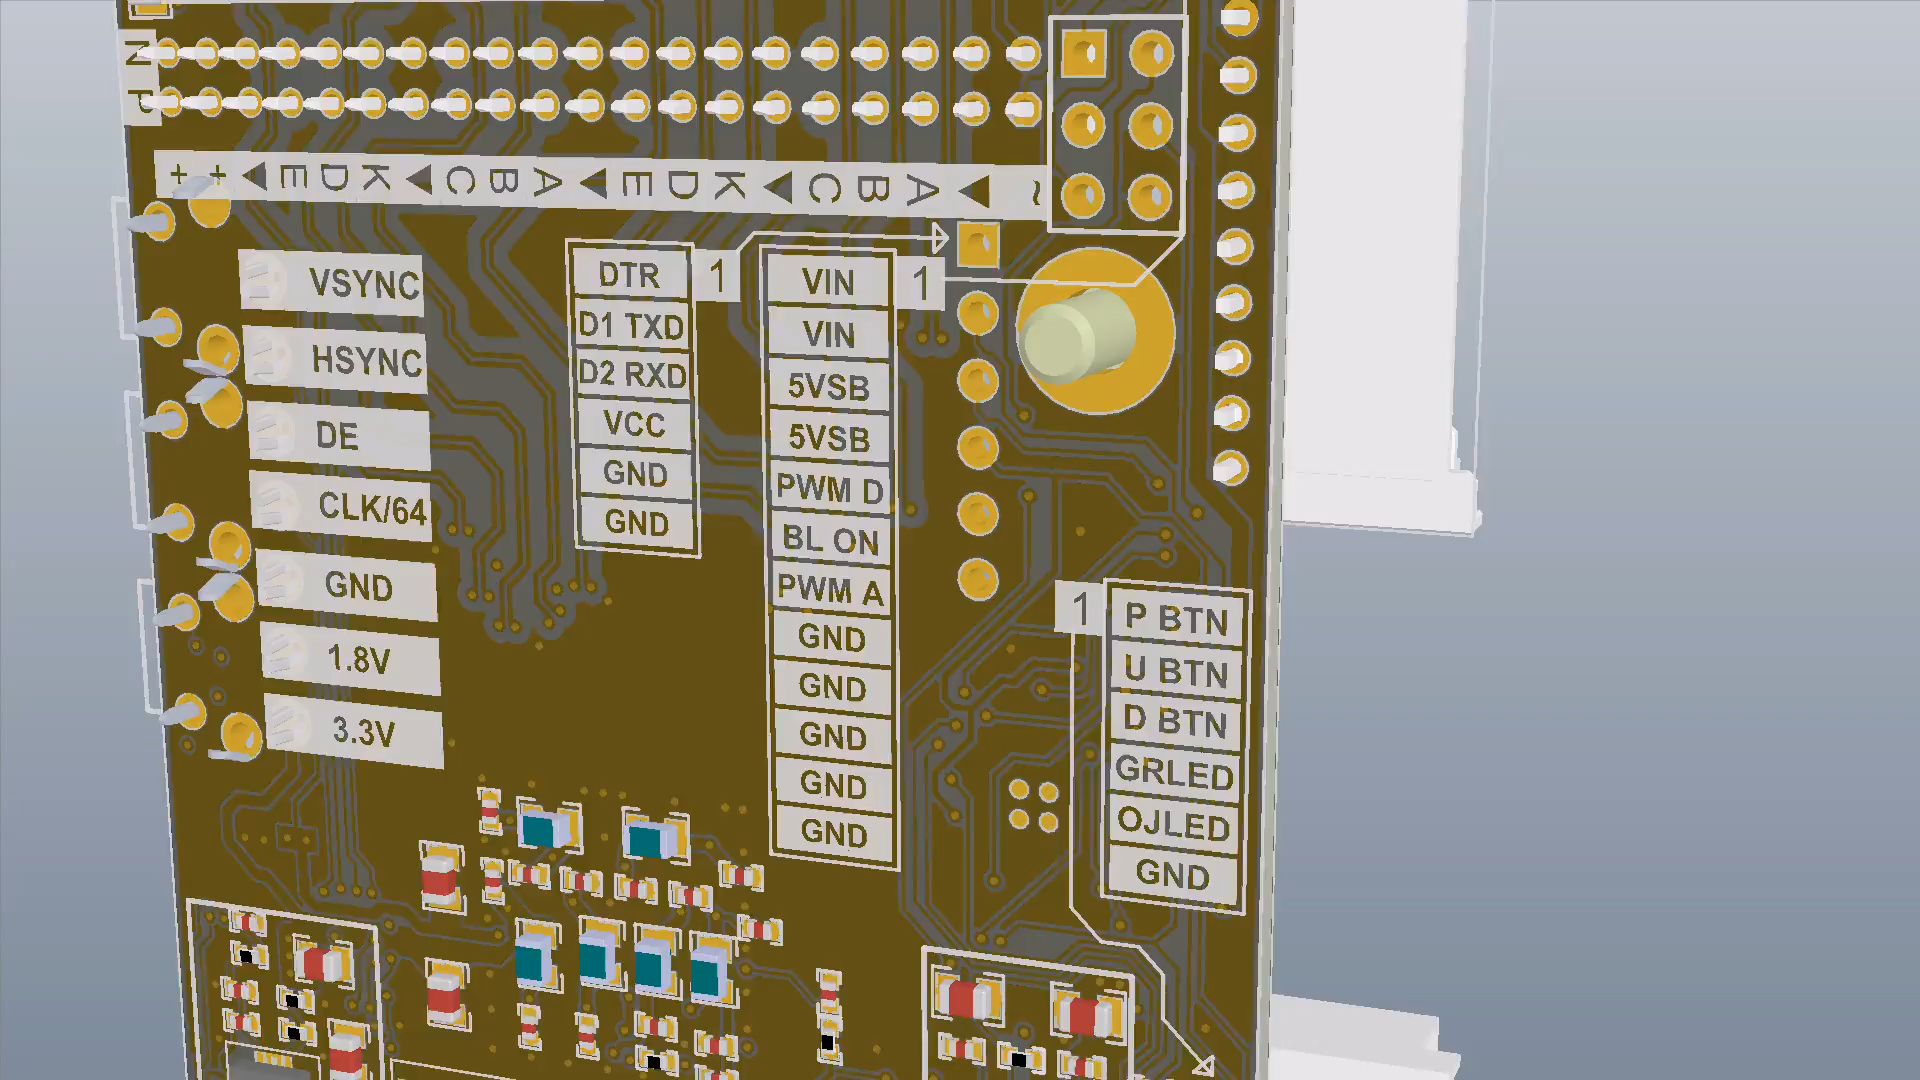 N
P
+ + ◀ E D K ◀ C B A ◀ E D K ◀ C B A ◀ ~
VSYNC
HSYNC
DE
CLK/64
GND
1.8V
3.3V
DTR 1
D1 TXD
D2 RXD
VCC
GND
GND
VIN 1
VIN
5VSB
5VSB
PWM D
BL ON
PWM A
GND
GND
GND
GND
GND
1 P BTN
U BTN
D BTN
GRLED
OJLED
GND